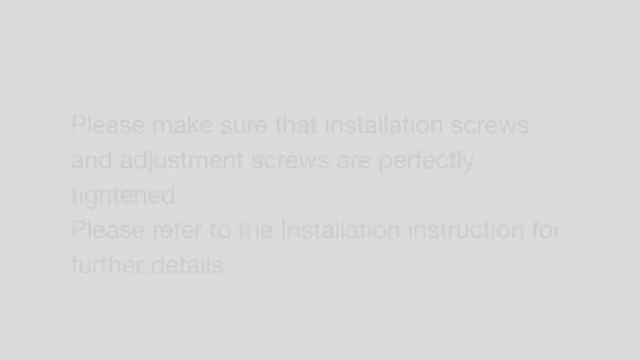 Please make sure that installation screws
and adjustment screws are perfectly
tightened
Please refer to the Installation instruction for
further details